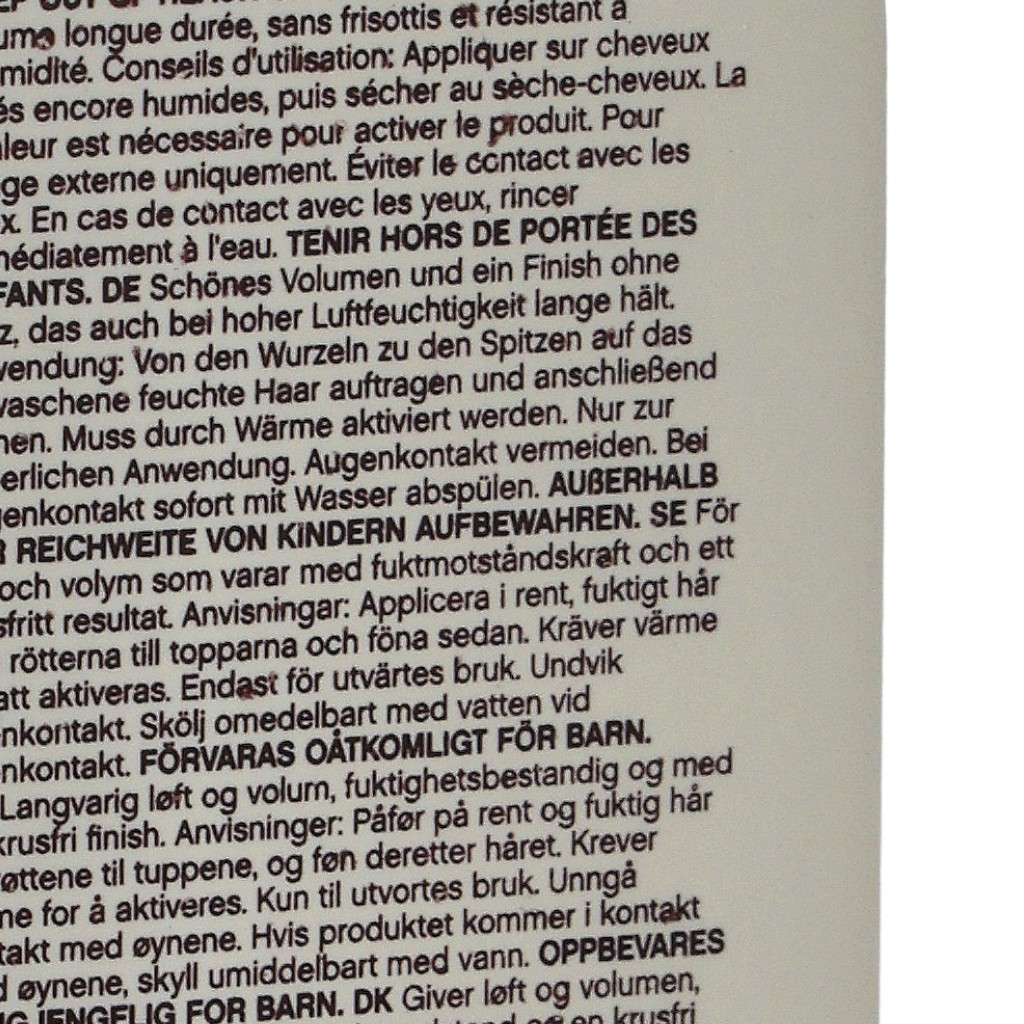 longue durée, sans frisottis et résistant à
midité. Conseils d'utilisation: Appliquer sur cheveux
és encore humides, puis sécher au sèche-cheveux. La
aleur est nécessaire pour activer le produit. Pour
ge externe uniquement. Éviter le contact avec les
x. En cas de contact avec les yeux, rincer
médiatement à l'eau. TENIR HORS DE PORTÉE DES
FANTS. DE Schönes Volumen und ein Finish ohne
z, das auch bei hoher Luftfeuchtigkeit lange hält.
wendung: Von den Wurzeln zu den Spitzen auf das
waschene feuchte Haar auftragen und anschließend
nen. Muss durch Wärme aktiviert werden. Nur zur
erlichen Anwendung. Augenkontakt vermeiden. Bei
genkontakt sofort mit Wasser abspülen. AUßERHALB
R REICHWEITE VON KINDERN AUFBEWAHREN. SE För
och volym som varar med fuktmotståndskraft och ett
sfritt resultat. Anvisningar: Applicera i rent, fuktigt hår
rötterna till topparna och föna sedan. Kräver värme
att aktiveras. Endast för utvärtes bruk. Undvik
nkontakt. Skölj omedelbart med vatten vid
nkontakt. FÖRVARAS OÅTKOMLIGT FÖR BARN.
Langvarig løft og volum, fuktighetsbestandig og med
krusfri finish. Anvisninger: Påfør på rent og fuktig hår
øttene til tuppene, og føn deretter håret. Krever
ne for å aktiveres. Kun til utvortes bruk. Unngå
takt med øynene. Hvis produktet kommer i kontakt
d øynene, skyll umiddelbart med vann. OPPBEVARES
FOR BARN. DK Giver løft og volumen,
en krusfri